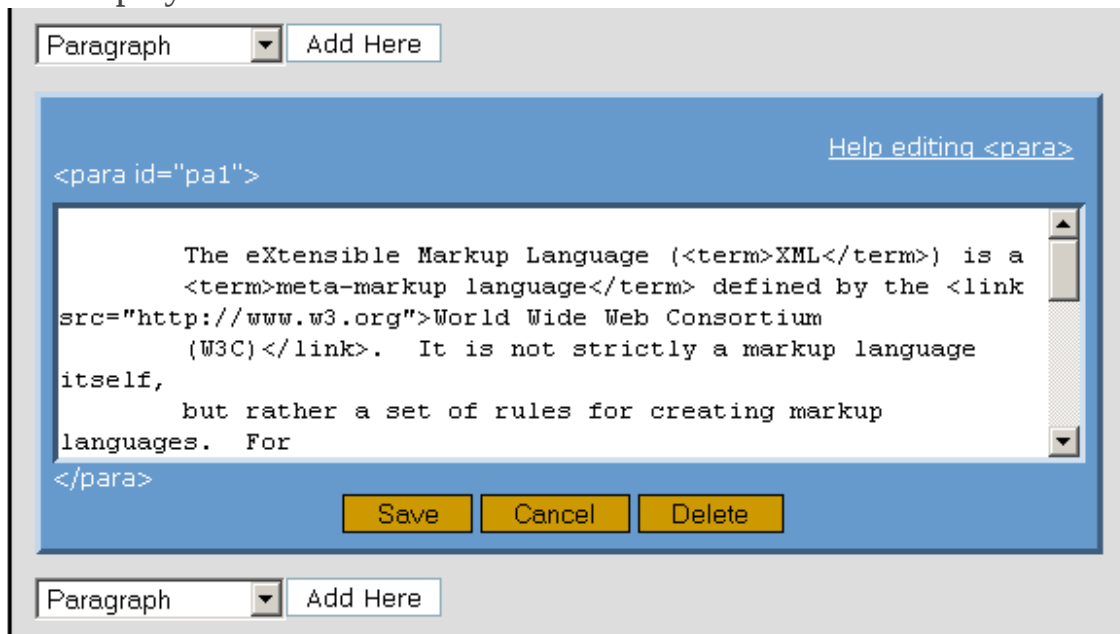 Paragraph Add Here
Help editing <para>
<para id="pa1">
The eXtensible Markup Language (<term>XML</term>) is a
<term>meta-markup language</term> defined by the <link
src="http://www.w3.org">World Wide Web Consortium
(W3C)</link>.  It is not strictly a markup language
itself,
but rather a set of rules for creating markup
languages.  For
</para>
Save Cancel Delete
Paragraph Add Here